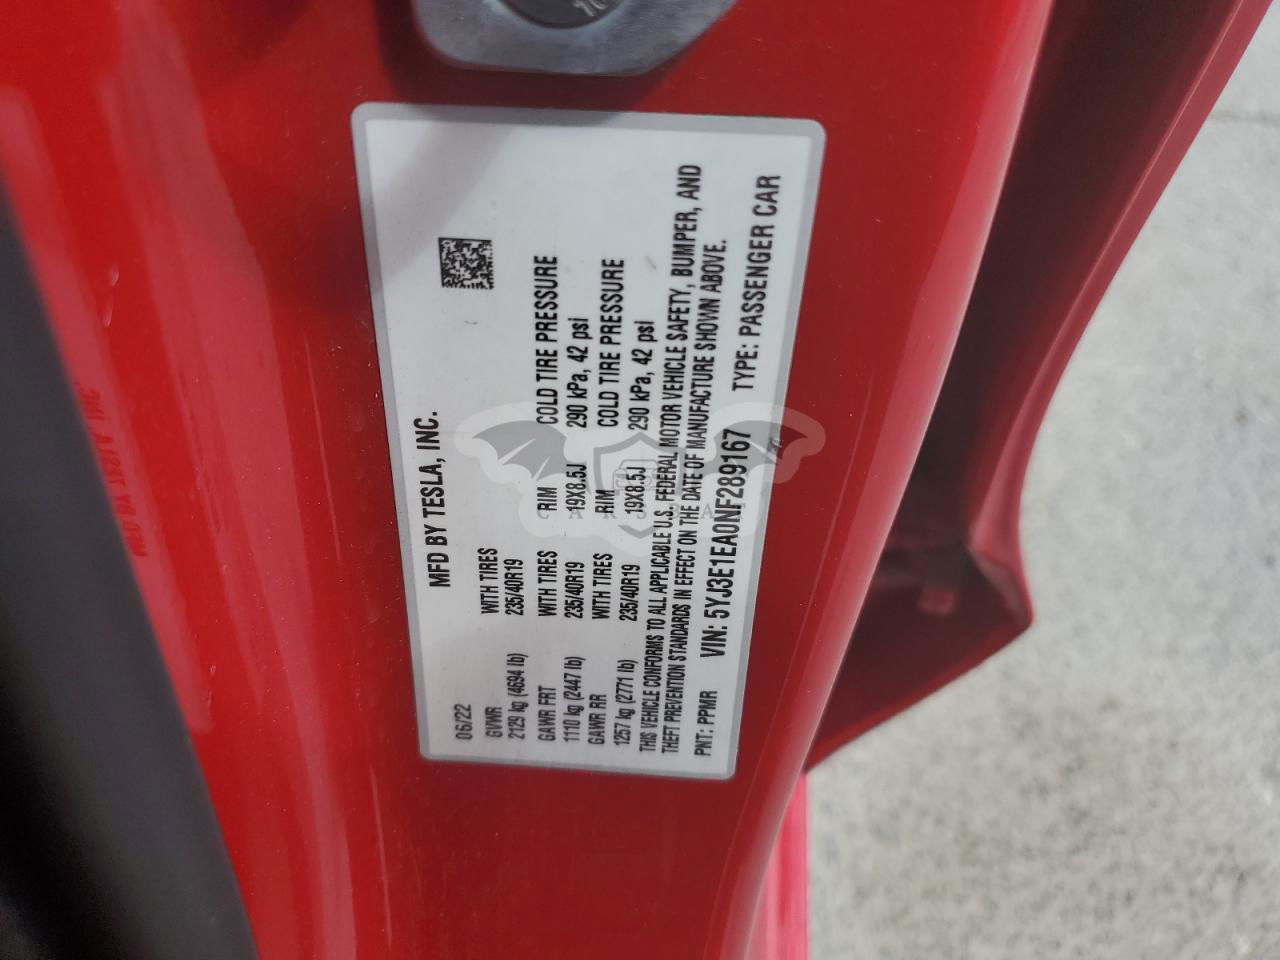 MFD BY TESLA, INC.
06/22
GVWR WITH TIRES
2129 kg (4694 lb) 235/40R19
GAWR FRT WITH TIRES RIM COLD TIRE PRESSURE
1110 kg (2447 lb) 235/40R19 19X8.5J 290 kPa, 42 psi
GAWR RR WITH TIRES RIM COLD TIRE PRESSURE
1257 kg (2771 lb) 235/40R19 19X8.5J 290 kPa, 42 psi
THIS VEHICLE CONFORMS TO ALL APPLICABLE U.S. FEDERAL MOTOR VEHICLE SAFETY, BUMPER, AND
THEFT PREVENTION STANDARDS IN EFFECT ON THE DATE OF MANUFACTURE SHOWN ABOVE.
PNT: PPMR VIN: 5YJ3E1EA0NF289167 TYPE: PASSENGER CAR